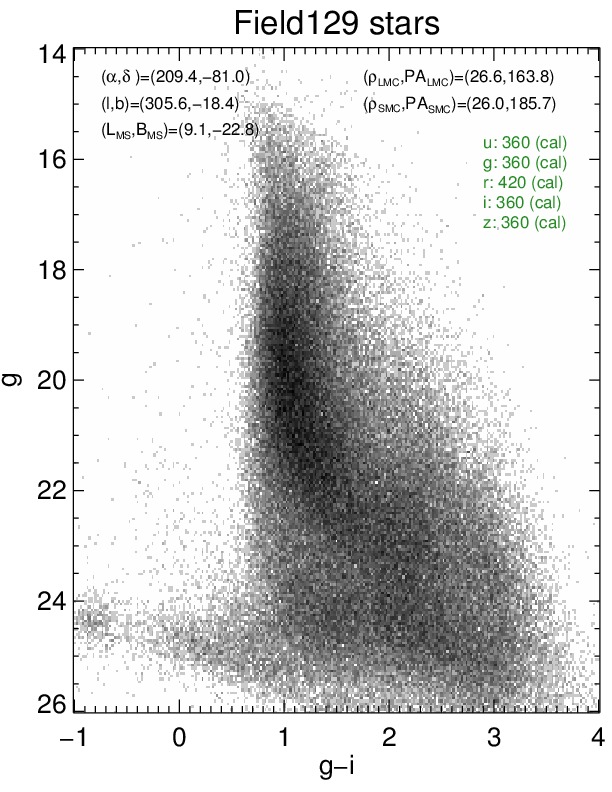 Field129 stars
(α,δ )=(209.4,−81.0)
(ρLMC,PALMC)=(26.6,163.8)
(l,b)=(305.6,−18.4)
(ρSMC,PASMC)=(26.0,185.7)
(LMS,BMS)=(9.1,−22.8)
u: 360 (cal)
g: 360 (cal)
r: 420 (cal)
i: 360 (cal)
z: 360 (cal)
14
16
18
20
22
24
26
g
−1 0 1 2 3 4
g−i